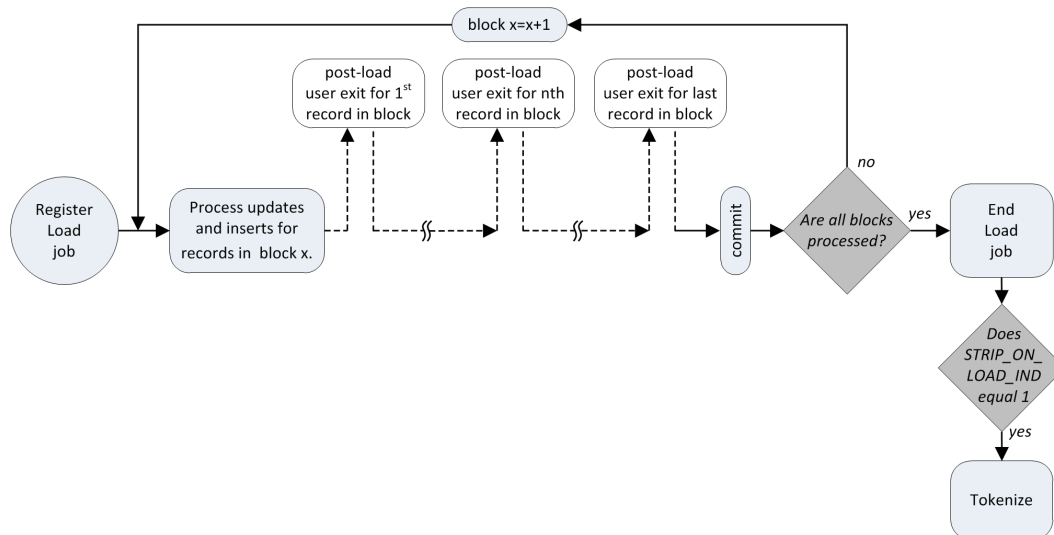 block x=x+1
post-load
user exit for 1st
record in block
post-load
user exit for nth
record in block
post-load
user exit for last
record in block
no
Register
Load
job
Process updates
and inserts for
records in block x.
commit
Are all blocks
processed?
yes
End
Load
job
Does
STRIP_ON_
LOAD_IND
equal 1
yes
Tokenize